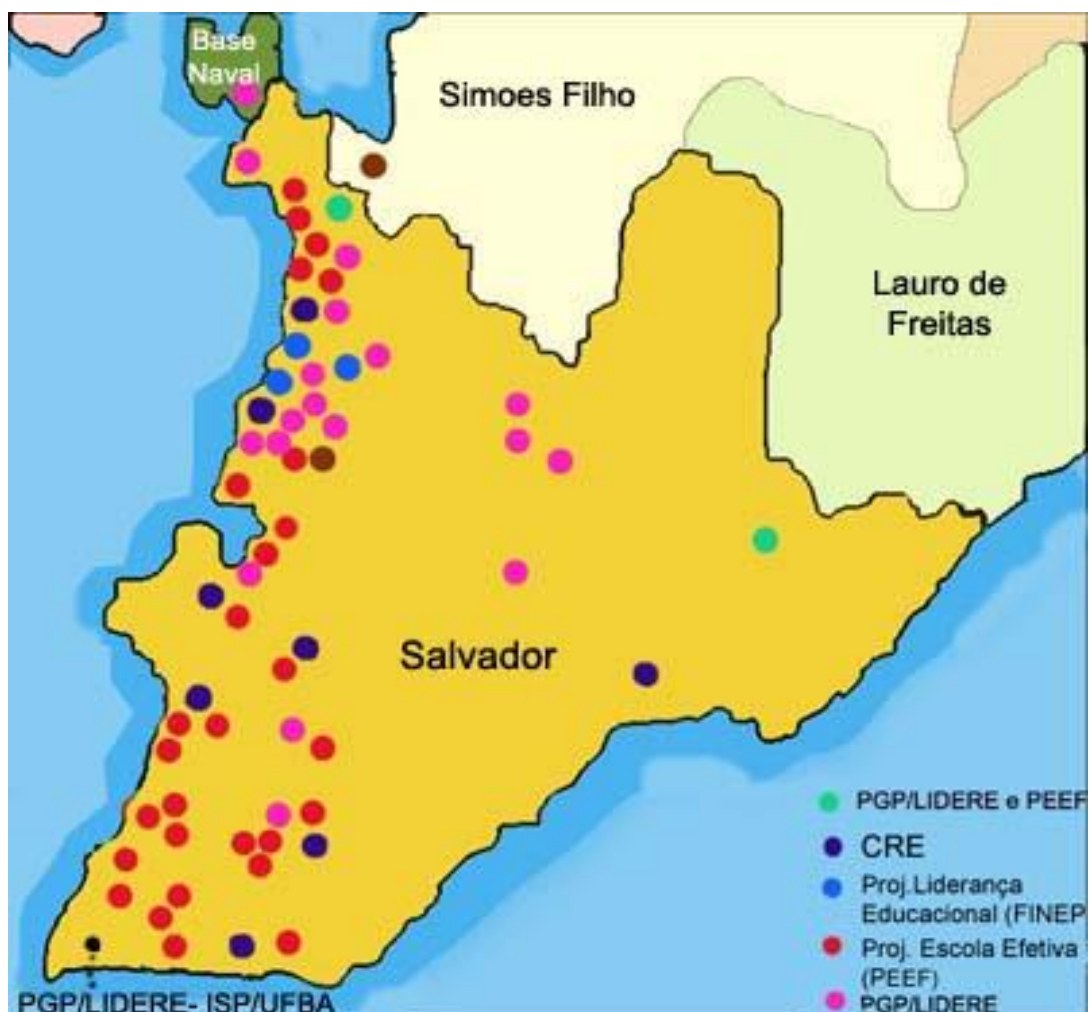 Base
Naval
Simoes Filho
Lauro de
Freitas
Salvador
PGP/LIDERE e PEEF
CRE
Proj.Liderança
Educacional (FINEP
Proj. Escola Efetiva
(PEEF)
PGP/LIDERE
PGP/LIDERE- ISP/UFBA